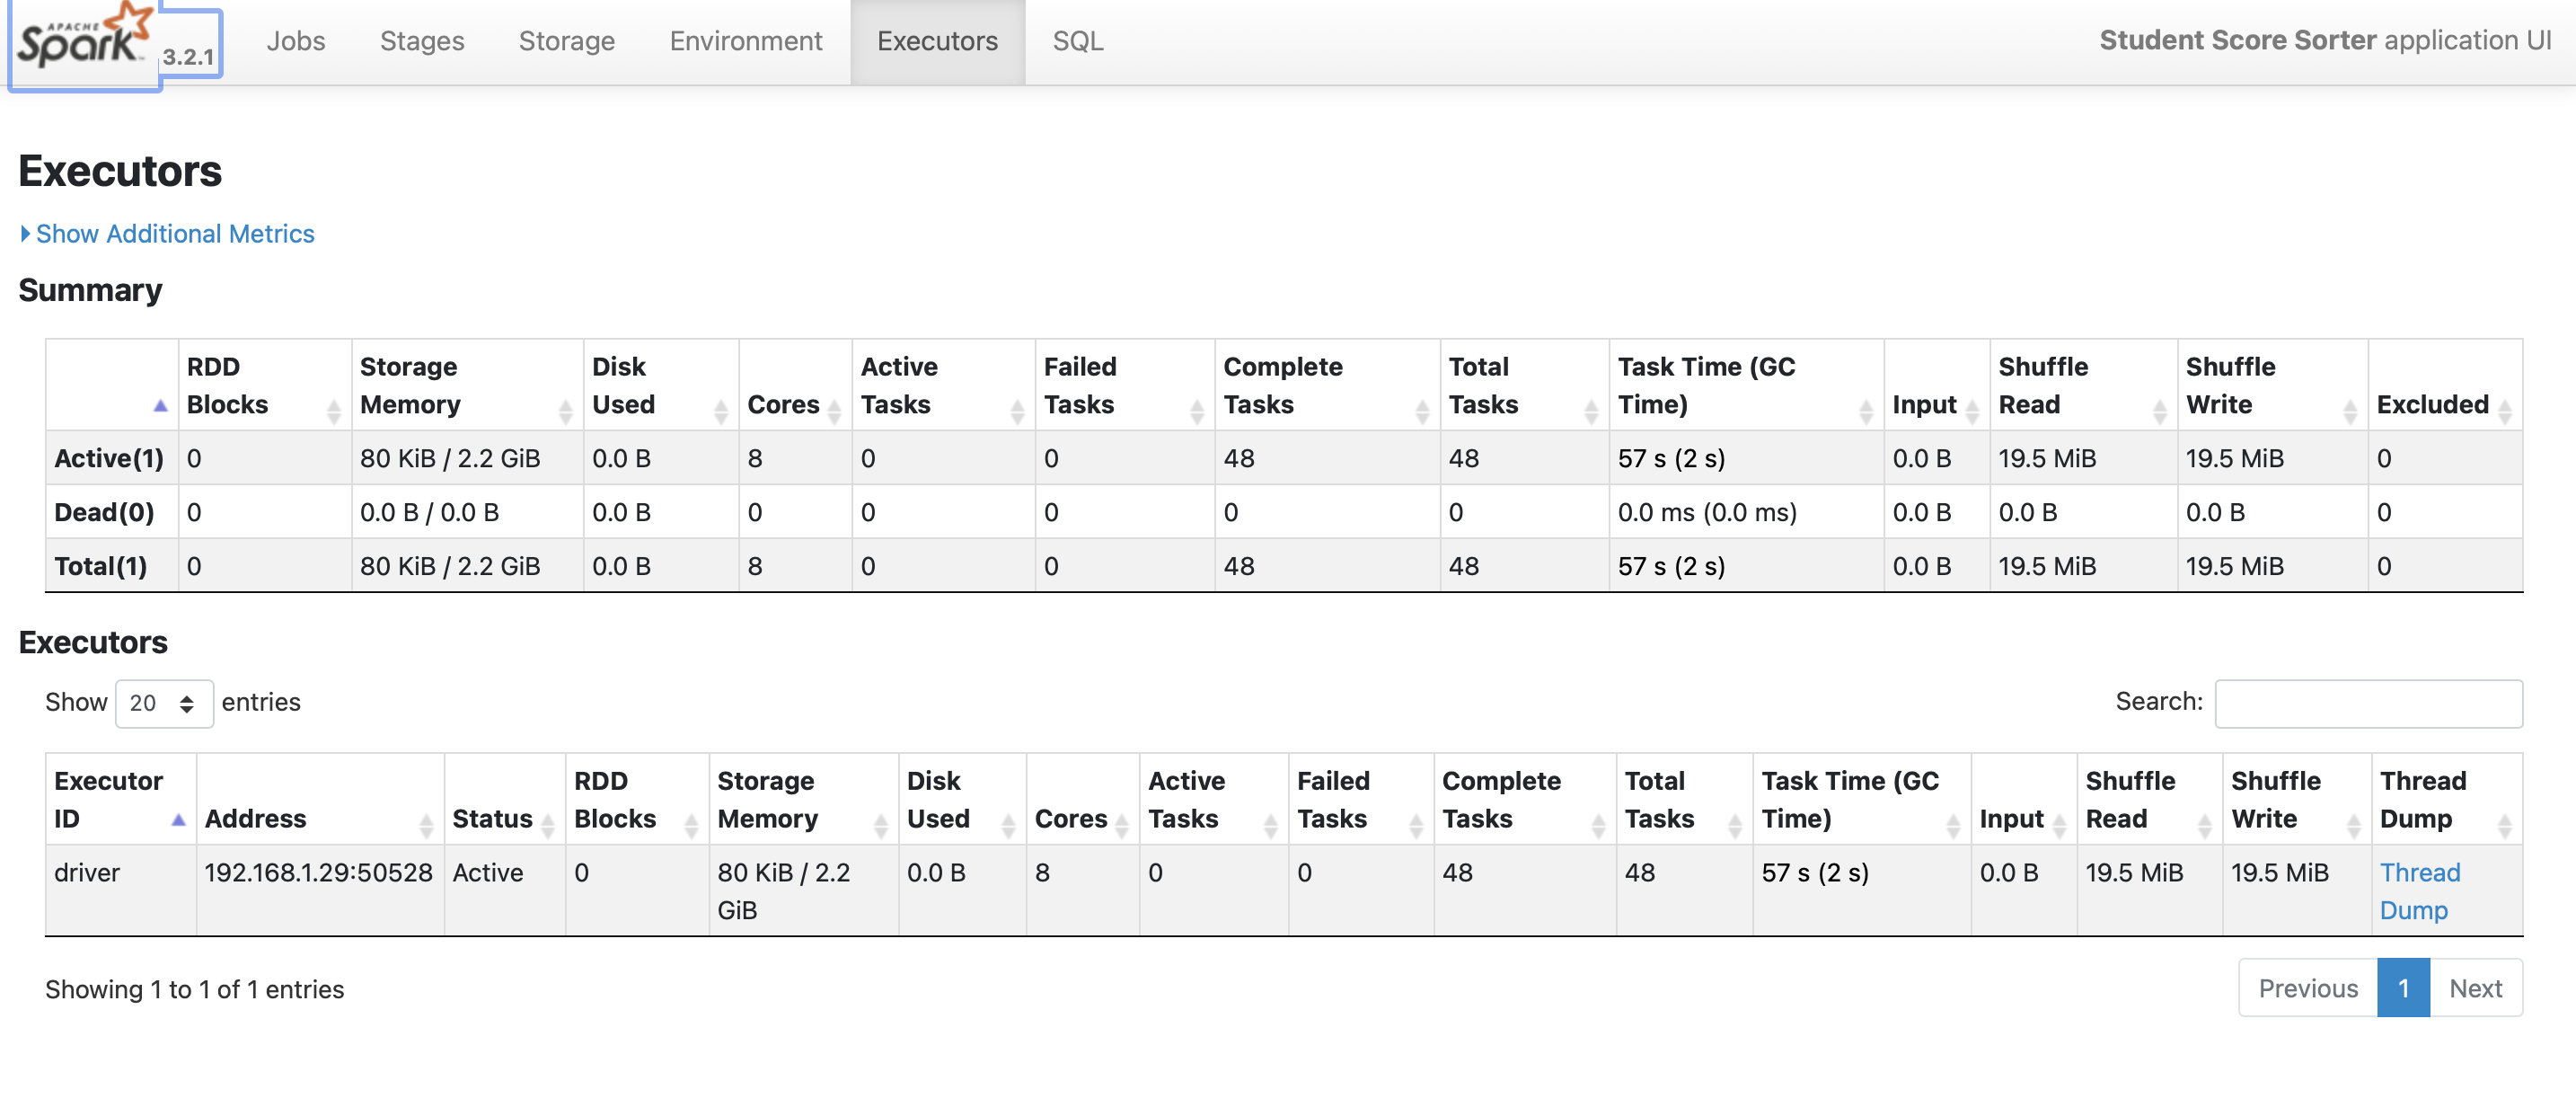 APACHE
Spark 3.2.1 Jobs Stages Storage Environment Executors SQL Student Score Sorter application UI
Executors
Show Additional Metrics
Summary
RDD Blocks Storage Memory Disk Used Cores Active Tasks Failed Tasks Complete Tasks Total Tasks Task Time (GC Time) Input Shuffle Read Shuffle Write Excluded
Active(1) 0 80 KiB / 2.2 GiB 0.0 B 8 0 0 48 48 57 s (2 s) 0.0 B 19.5 MiB 19.5 MiB 0
Dead(0) 0 0.0 B / 0.0 B 0.0 B 0 0 0 0 0 0.0 ms (0.0 ms) 0.0 B 0.0 B 0.0 B 0
Total(1) 0 80 KiB / 2.2 GiB 0.0 B 8 0 0 48 48 57 s (2 s) 0.0 B 19.5 MiB 19.5 MiB 0
Executors
Show 20 entries Search:
Executor ID Address Status RDD Blocks Storage Memory Disk Used Cores Active Tasks Failed Tasks Complete Tasks Total Tasks Task Time (GC Time) Input Shuffle Read Shuffle Write Thread Dump
driver 192.168.1.29:50528 Active 0 80 KiB / 2.2 GiB 0.0 B 8 0 0 48 48 57 s (2 s) 0.0 B 19.5 MiB 19.5 MiB Thread Dump
Showing 1 to 1 of 1 entries Previous 1 Next